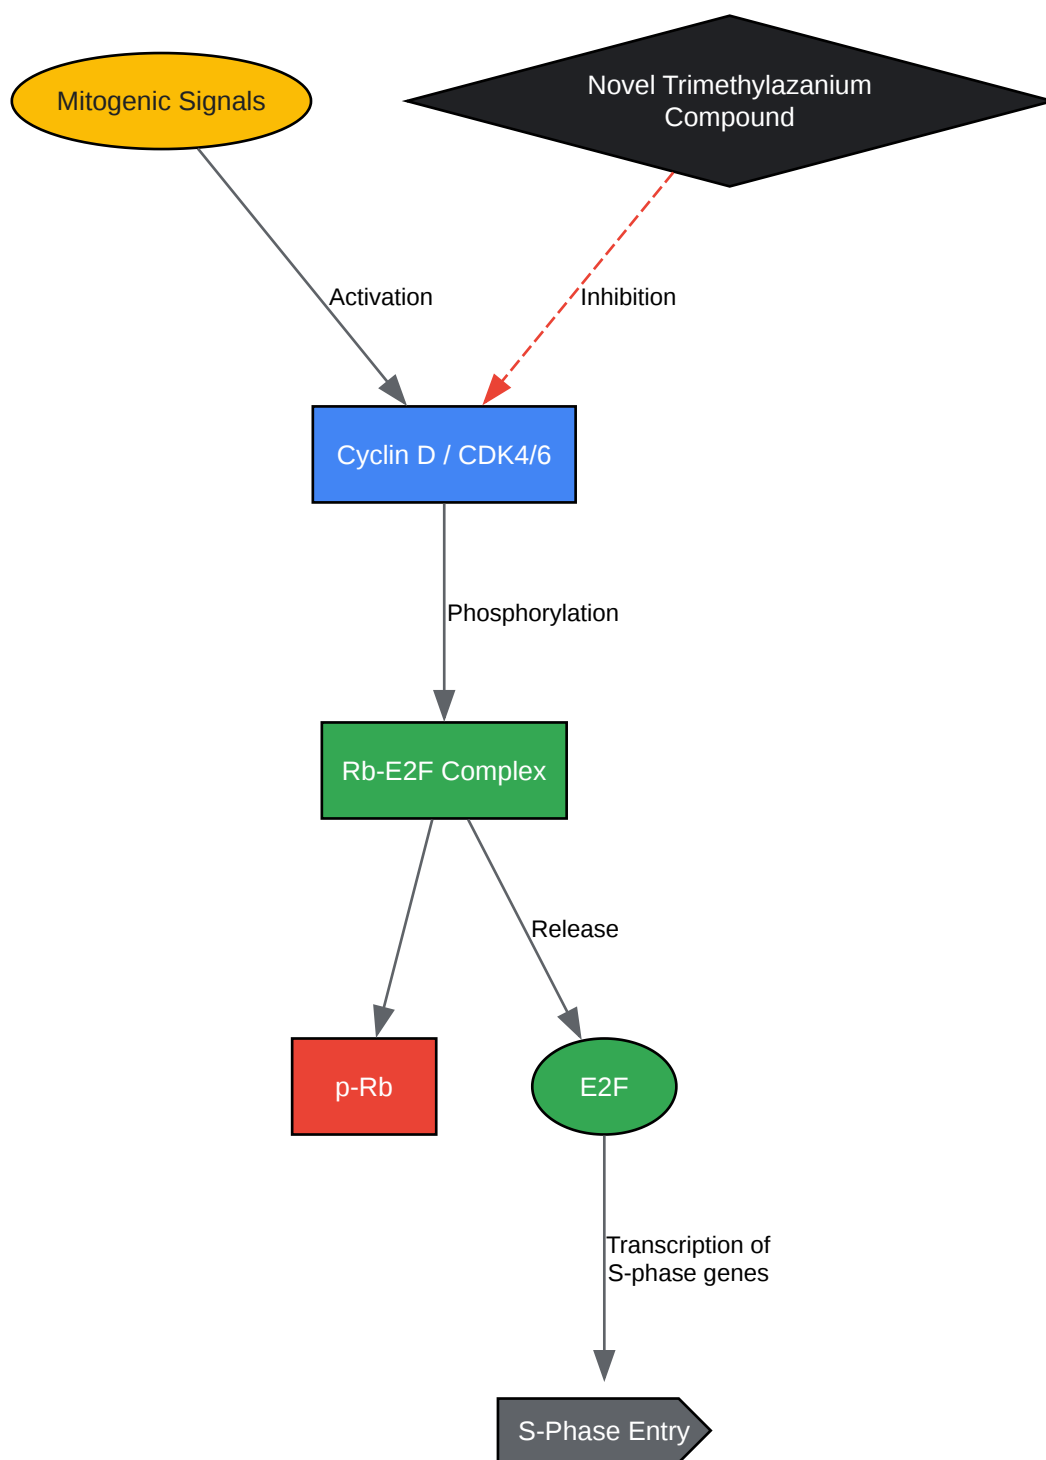 Mitogenic Signals
Novel Trimethylazanium
Compound
Activation
Inhibition
Cyclin D / CDK4/6
Phosphorylation
Rb-E2F Complex
Release
p-Rb
E2F
Transcription of
S-phase genes
S-Phase Entry